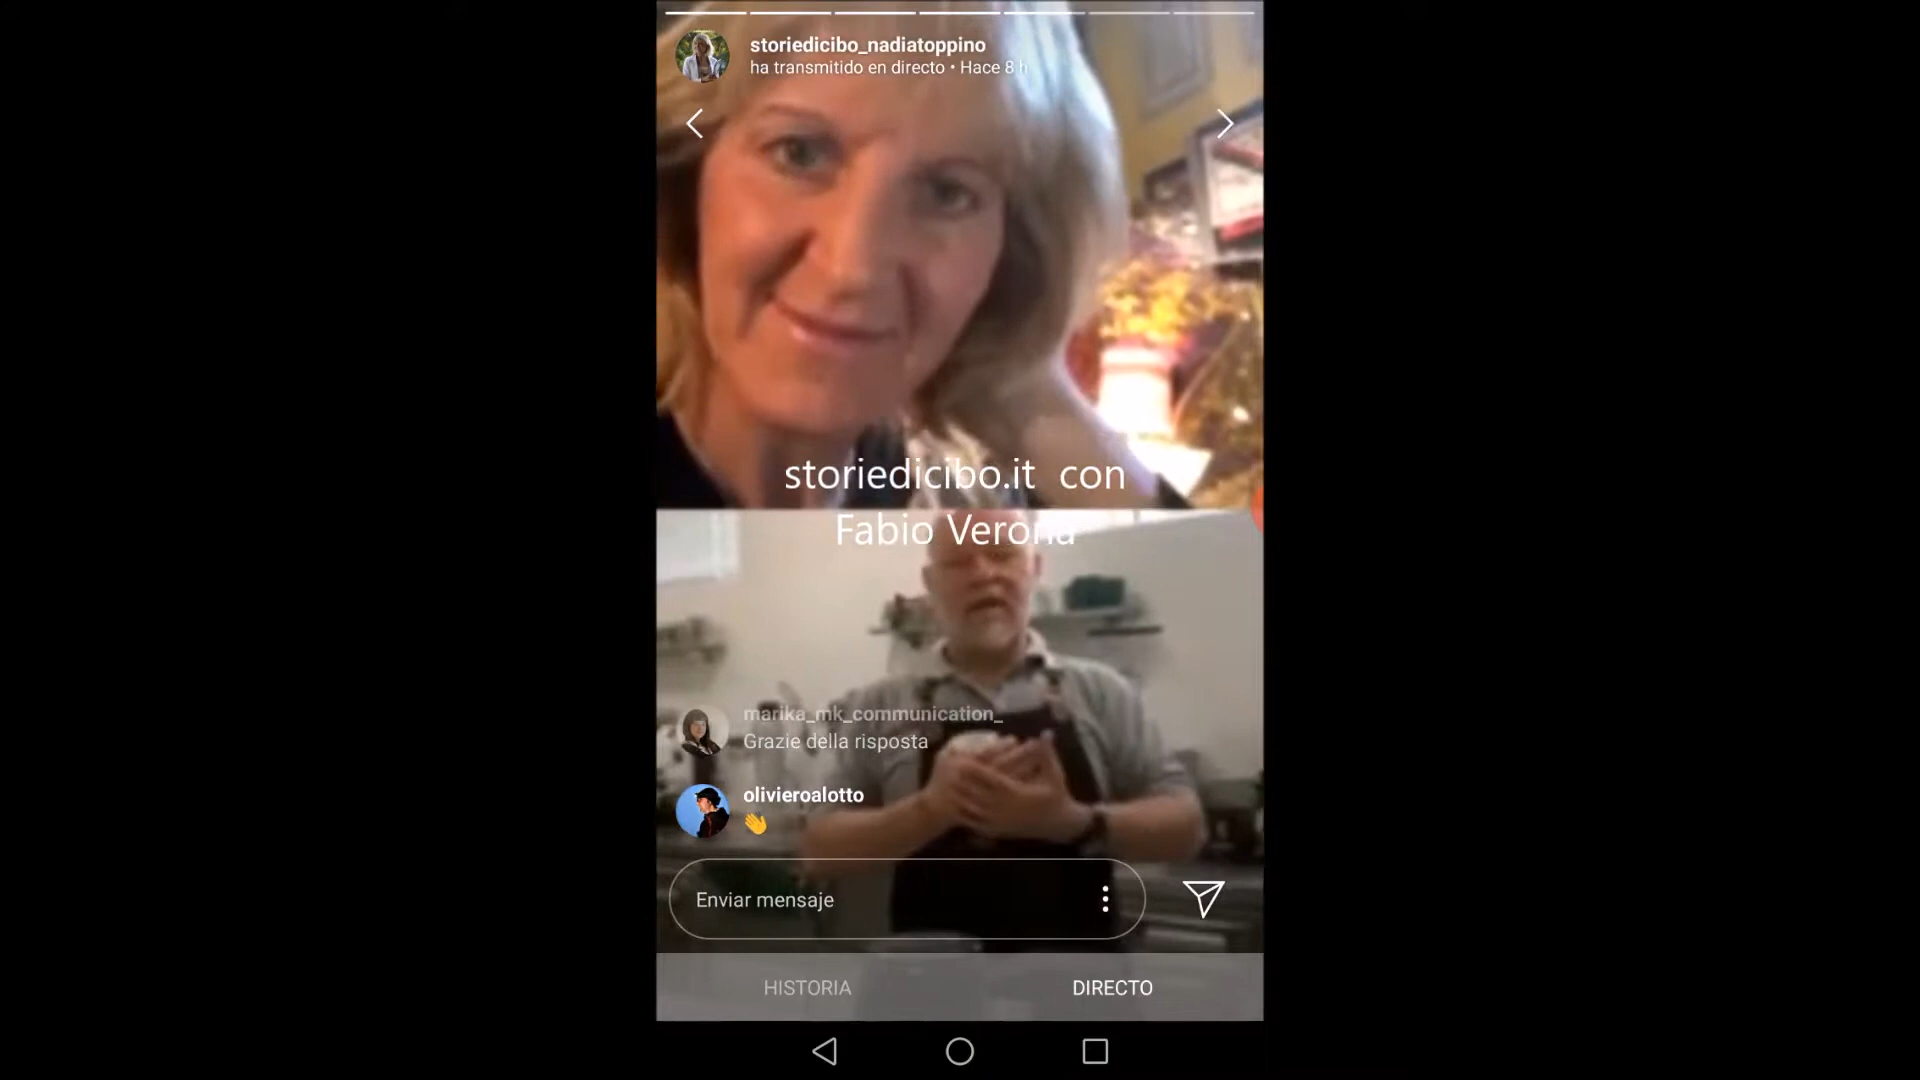 storiedicibo_nadiatoppino
ha transmitido en directo • Hace 8 h
storiedicibo.it con
Fabio Verona
marika_mk_communication_
Grazie della risposta
olivieroalotto
👋
Enviar mensaje
HISTORIA
DIRECTO